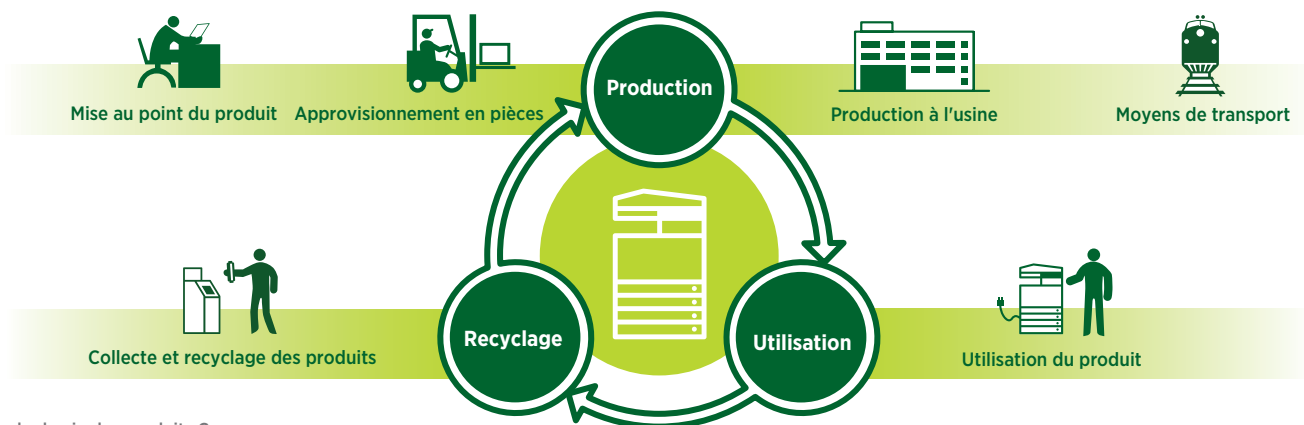 Production
Mise au point du produit
Approvisionnement en pièces
Production à l'usine
Moyens de transport
Recyclage
Utilisation
Collecte et recyclage des produits
Utilisation du produit